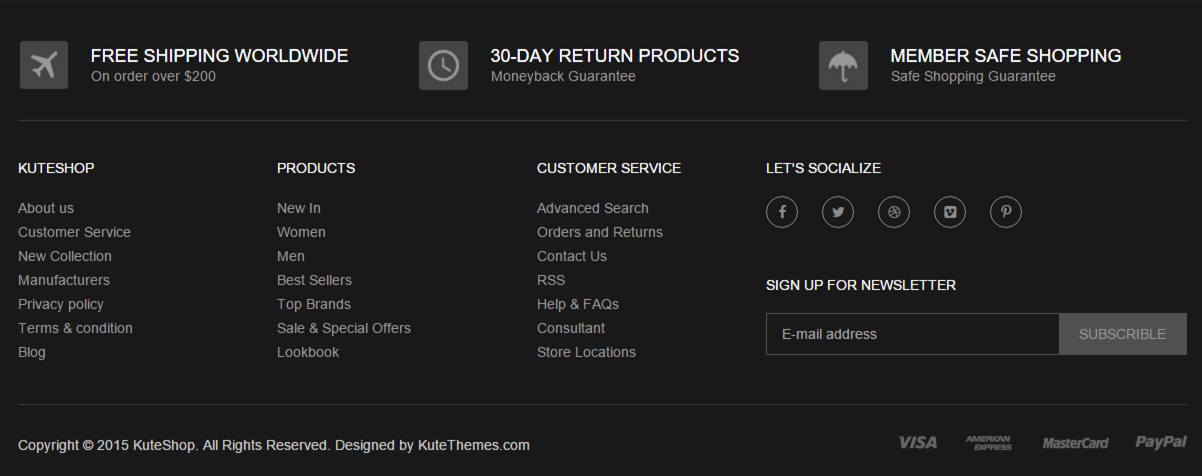 FREE SHIPPING WORLDWIDE
On order over $200
30-DAY RETURN PRODUCTS
Moneyback Guarantee
MEMBER SAFE SHOPPING
Safe Shopping Guarantee
KUTESHOP
About us
Customer Service
New Collection
Manufacturers
Privacy policy
Terms & condition
Blog
PRODUCTS
New In
Women
Men
Best Sellers
Top Brands
Sale & Special Offers
Lookbook
CUSTOMER SERVICE
Advanced Search
Orders and Returns
Contact Us
RSS
Help & FAQs
Consultant
Store Locations
LET'S SOCIALIZE
SIGN UP FOR NEWSLETTER
E-mail address
SUBSCRIBLE
Copyright © 2015 KuteShop. All Rights Reserved. Designed by KuteThemes.com
VISA
AMERICAN
EXPRESS
MasterCard
PayPal